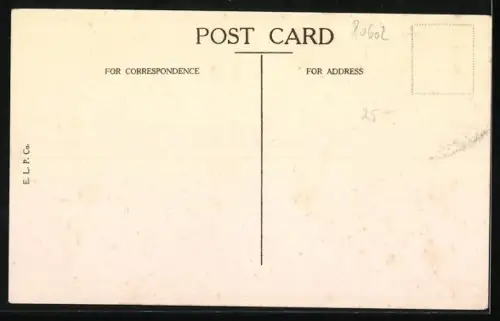 POST CARD
FOR CORRESPONDENCE
FOR ADDRESS
25-
E. L. P. Co.